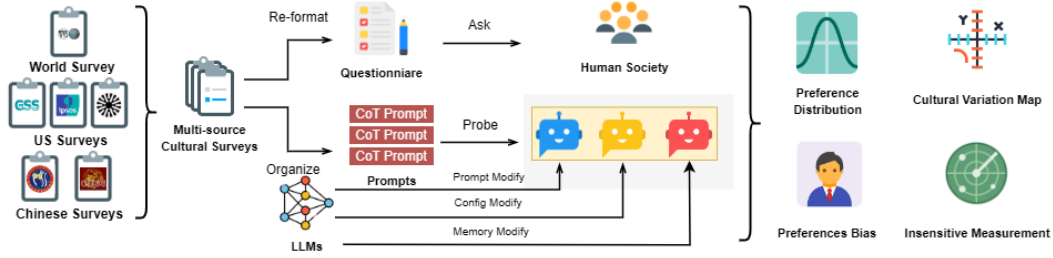 World Survey
GSS
Ipsos
US Surveys
Chinese Surveys
Multi-source
Cultural Surveys
Re-format
Questionniare
Ask
Human Society
Organize
CoT Prompt
CoT Prompt
CoT Prompt
Prompts
Probe
LLMs
Prompt Modify
Config Modify
Memory Modify
Preference
Distribution
Y
X
Cultural Variation Map
Preferences Bias
Insensitive Measurement